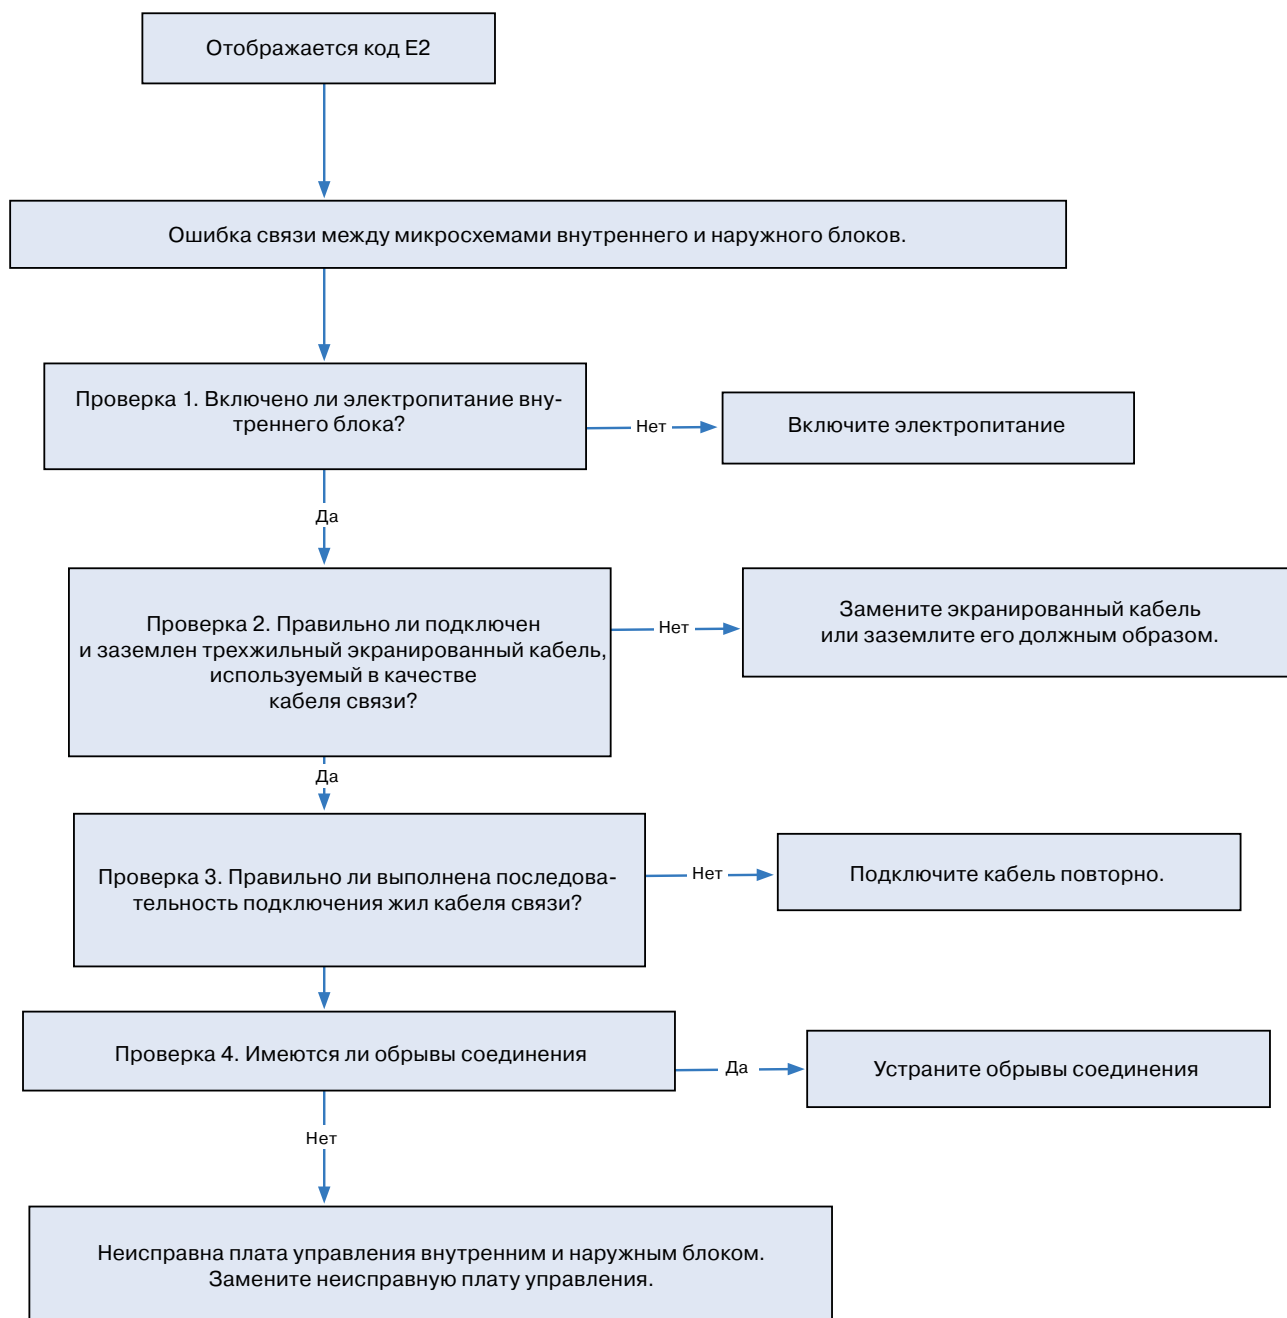 Отображается код E2
Ошибка связи между микросхемами внутреннего и наружного блоков.
Проверка 1. Включено ли электропитание вну-
треннего блока?
Нет
Включите электропитание
Да
Проверка 2. Правильно ли подключен
и заземлен трехжильный экранированный кабель,
используемый в качестве
кабеля связи?
Нет
Замените экранированный кабель
или заземлите его должным образом.
Да
Проверка 3. Правильно ли выполнена последова-
тельность подключения жил кабеля связи?
Нет
Подключите кабель повторно.
Проверка 4. Имеются ли обрывы соединения
Да
Устраните обрывы соединения
Нет
Неисправна плата управления внутренним и наружным блоком.
Замените неисправную плату управления.